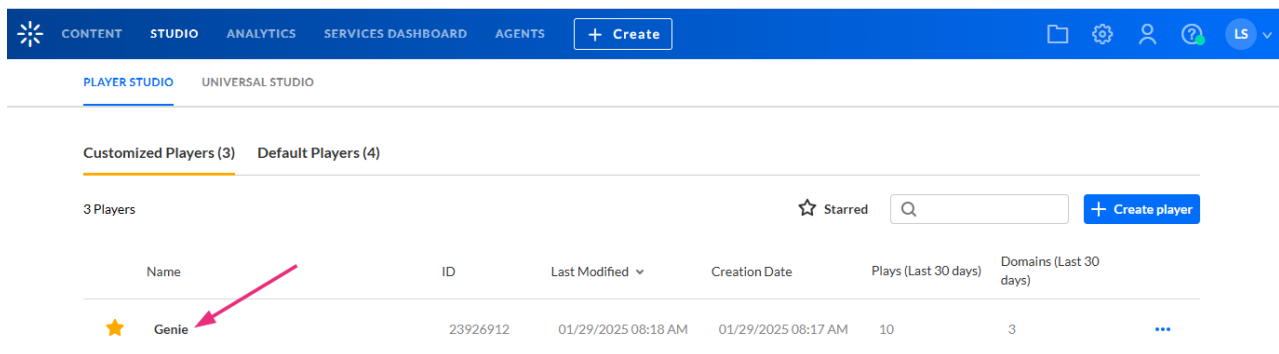 CONTENT STUDIO ANALYTICS SERVICES DASHBOARD AGENTS + Create LS
PLAYER STUDIO UNIVERSAL STUDIO
Customized Players (3) Default Players (4)
3 Players Starred + Create player
Name ID Last Modified Creation Date Plays (Last 30 days) Domains (Last 30
days)
Genie 23926912 01/29/2025 08:18 AM 01/29/2025 08:17 AM 10 3